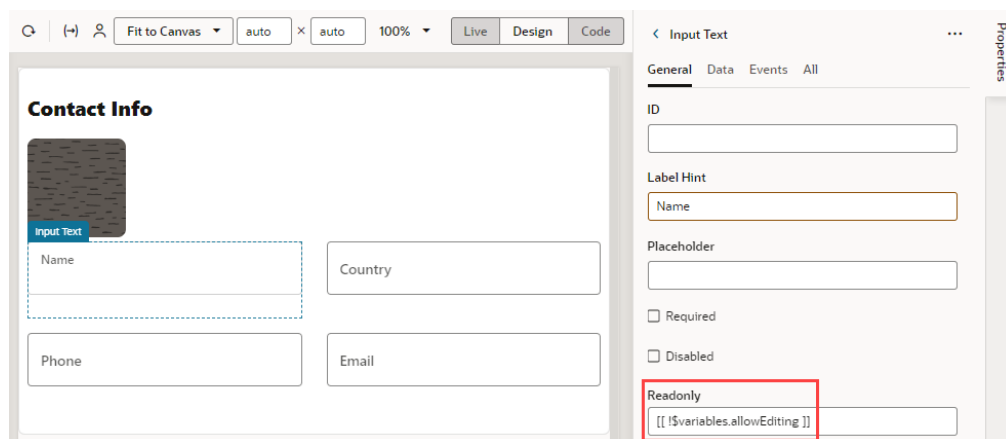 Fit to Canvas auto × auto 100% Live Design Code
Input Text
General Data Events All
Properties
Contact Info
Input Text
Name
Country
Phone
Email
ID
Label Hint
Name
Placeholder
Required
Disabled
Readonly
[[ !$variables.allowEditing ]]